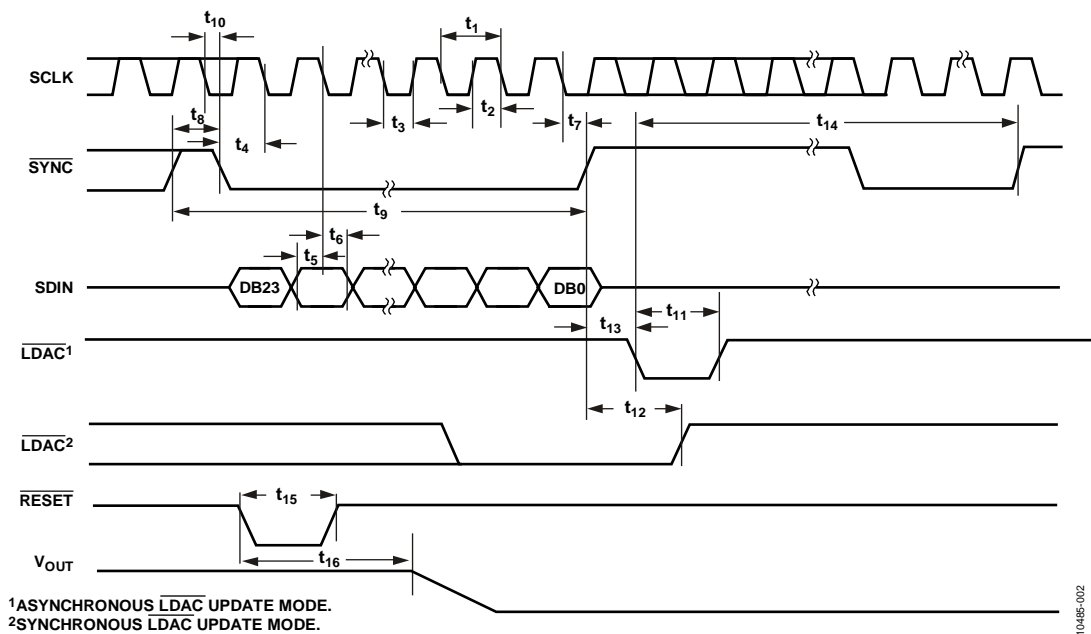 t10
t1
SCLK
t8
t4
t3
t2
t7
t14
SYNC
t9
t6
t5
SDIN
DB23
DB0
t13
t11
LDAC1
t12
LDAC2
RESET
t15
t16
VOUT
1ASYNCHRONOUS LDAC UPDATE MODE.
2SYNCHRONOUS LDAC UPDATE MODE.
10485-002